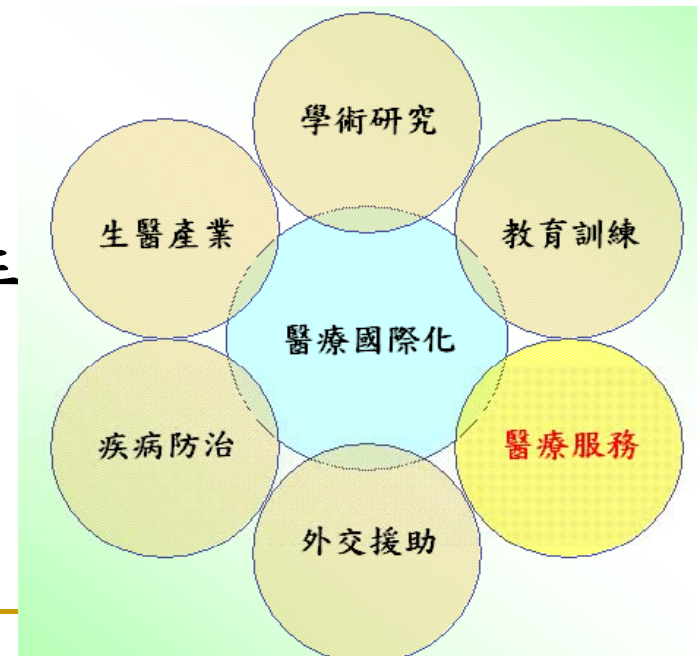 學術研究
生醫產業
教育訓練
醫療國際化
疾病防治
醫療服務
外交援助